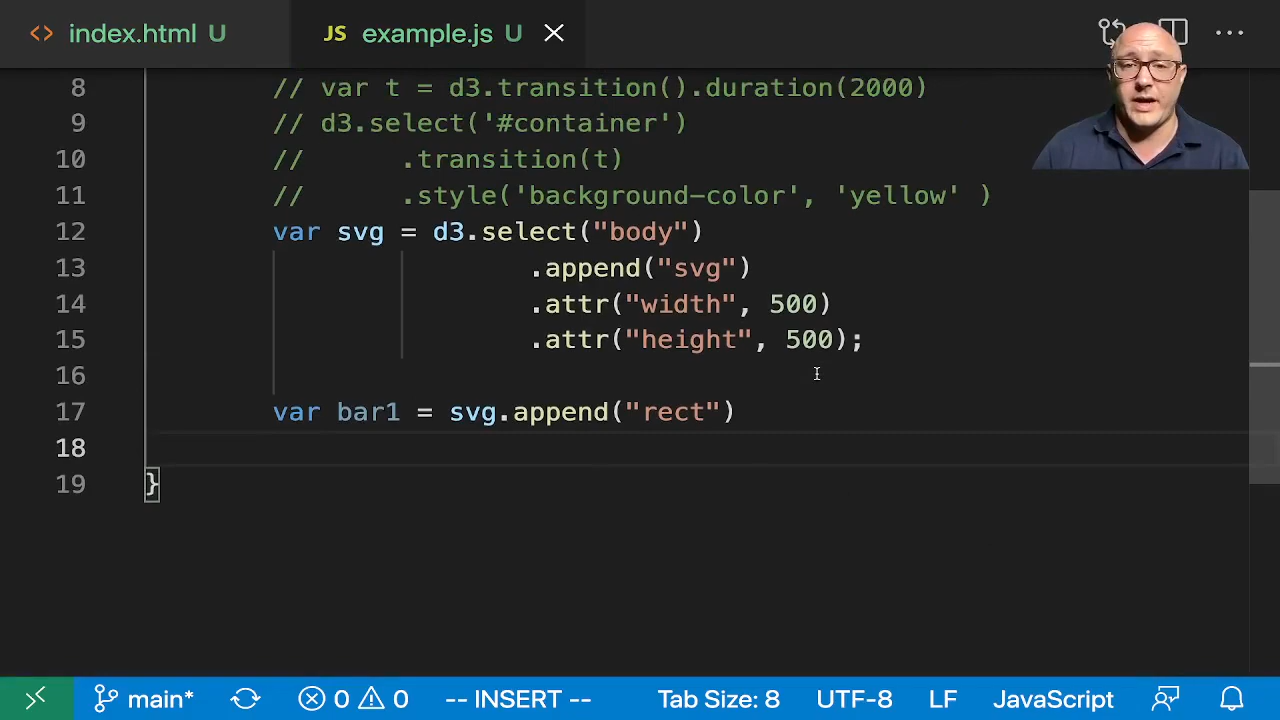 <> index.html U
JS example.js U
8 // var t = d3.transition().duration(2000)
9 // d3.select('#container')
10 // .transition(t)
11 // .style('background-color', 'yellow' )
12 var svg = d3.select("body")
13 .append("svg")
14 .attr("width", 500)
15 .attr("height", 500);
16
17 var bar1 = svg.append("rect")
18
19 }
main* 0 0 -- INSERT -- Tab Size: 8 UTF-8 LF JavaScript